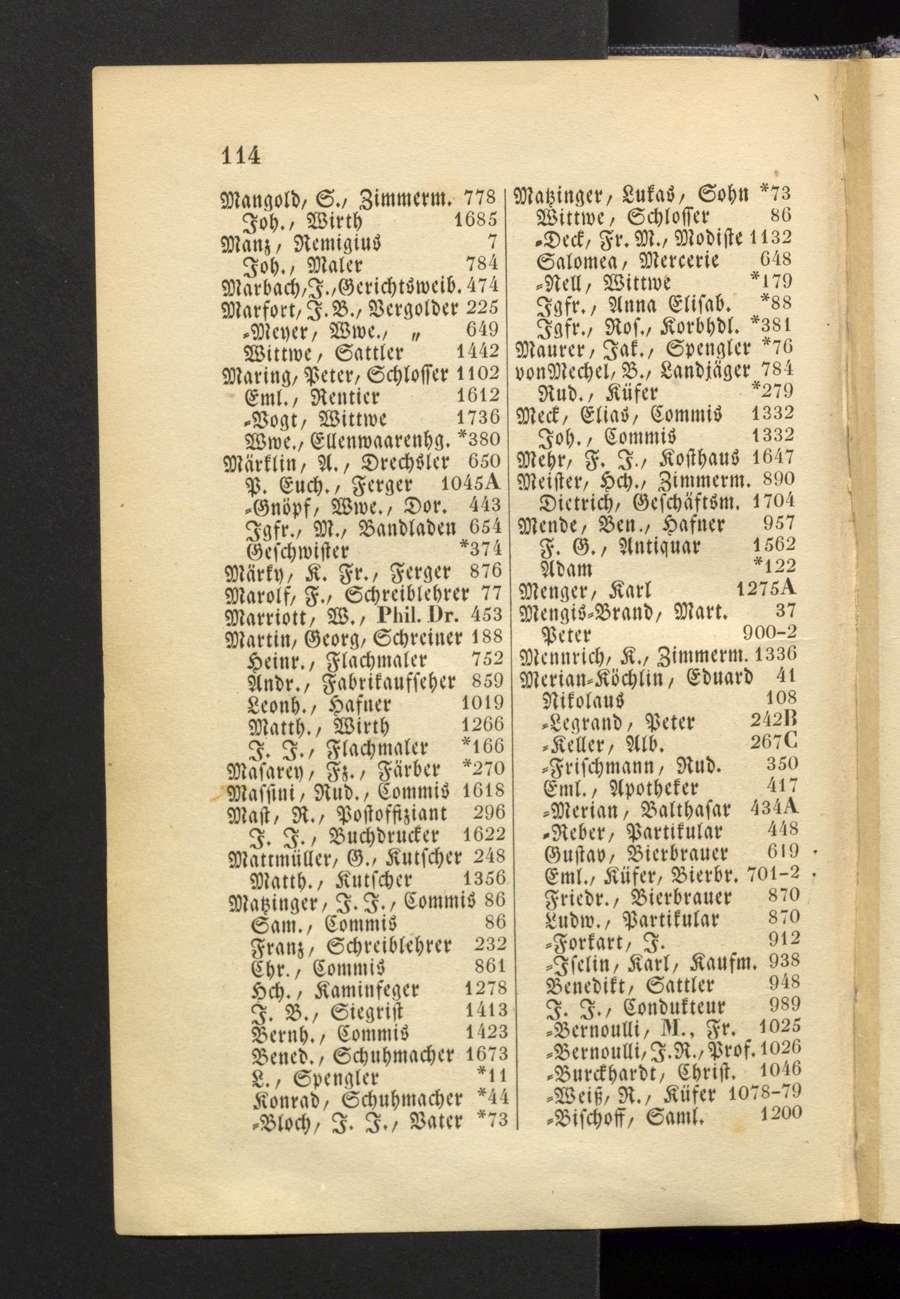 114
Mangold, S., Zimmerm. 778
Joh., Wirth 1685
Manz, Remigius 7
Joh., Maler 784
Marbach, J., Gerichtsweib. 474
Marfort, J. B., Vergolder 225
-Meyer, Wwe., „ 649
Wittwe, Sattler 1442
Maring, Peter, Schlosser 1102
Eml., Rentier 1612
-Vogt, Wittwe 1736
Wwe., Ellenwaarenhg. *380
Märklin, A., Drechsler 650
P. Euch., Ferger 1045A
-Gnöpf, Wwe., Dor. 443
Jgfr., M., Bandladen 654
Geschwister *374
Märky, K. Fr., Ferger 876
Marolf, F., Schreiblehrer 77
Marriott, W., Phil. Dr. 453
Martin, Georg, Schreiner 188
Heinr., Flachmaler 752
Andr., Fabrikaufseher 859
Leonh., Hafner 1019
Matth., Wirth 1266
J. J., Flachmaler *166
Masarey, Fz., Färber *270
Massini, Rud., Commis 1618
Mast, R., Postoffiziant 296
J. J., Buchdrucker 1622
Mattmüller, G., Kutscher 248
Matth., Kutscher 1356
Matzinger, J. J., Commis 86
Sam., Commis 86
Franz, Schreiblehrer 232
Chr., Commis 861
Hch., Kaminfeger 1278
J. B., Siegrist 1413
Bernh., Commis 1423
Bened., Schuhmacher 1673
L., Spengler *11
Konrad, Schuhmacher *44
-Bloch, J. J., Vater *73
Matzinger, Lukas, Sohn *73
Wittwe, Schlosser 86
-Deck, Fr. M., Modiste 1132
Salomea, Mercerie 648
-Nell, Wittwe *179
Jgfr., Anna Elisab. *88
Jgfr., Ros., Korbhdl. *381
Maurer, Jak., Spengler *76
von Mechel, B., Landjäger 784
Rud., Küfer *279
Meck, Elias, Commis 1332
Joh., Commis 1332
Mehr, F. J., Kosthaus 1647
Meister, Hch., Zimmerm. 890
Dietrich, Geschäftsm. 1704
Mende, Ben., Hafner 957
F. G., Antiquar 1562
Adam *122
Menger, Karl 1275A
Mengis-Brand, Mart. 37
Peter 900-2
Mennrich, K., Zimmerm. 1336
Merian-Köchlin, Eduard 41
Nikolaus 108
-Legrand, Peter 242B
-Keller, Alb. 267C
-Frischmann, Rud. 350
Eml., Apotheker 417
-Merian, Balthasar 434A
-Reber, Partikular 448
Gustav, Bierbrauer 619
Eml., Küfer, Bierbr. 701-2
Friedr., Bierbrauer 870
Ludw., Partikular 870
-Forkart, J. 912
-Iselin, Karl, Kaufm. 938
Benedikt, Sattler 948
J. J., Condukteur 989
-Bernoulli, M., Fr. 1025
-Bernoulli, J. R., Prof. 1026
-Burckhardt, Christ. 1046
-Weiß, R., Küfer 1078-79
-Bischoff, Saml. 1200